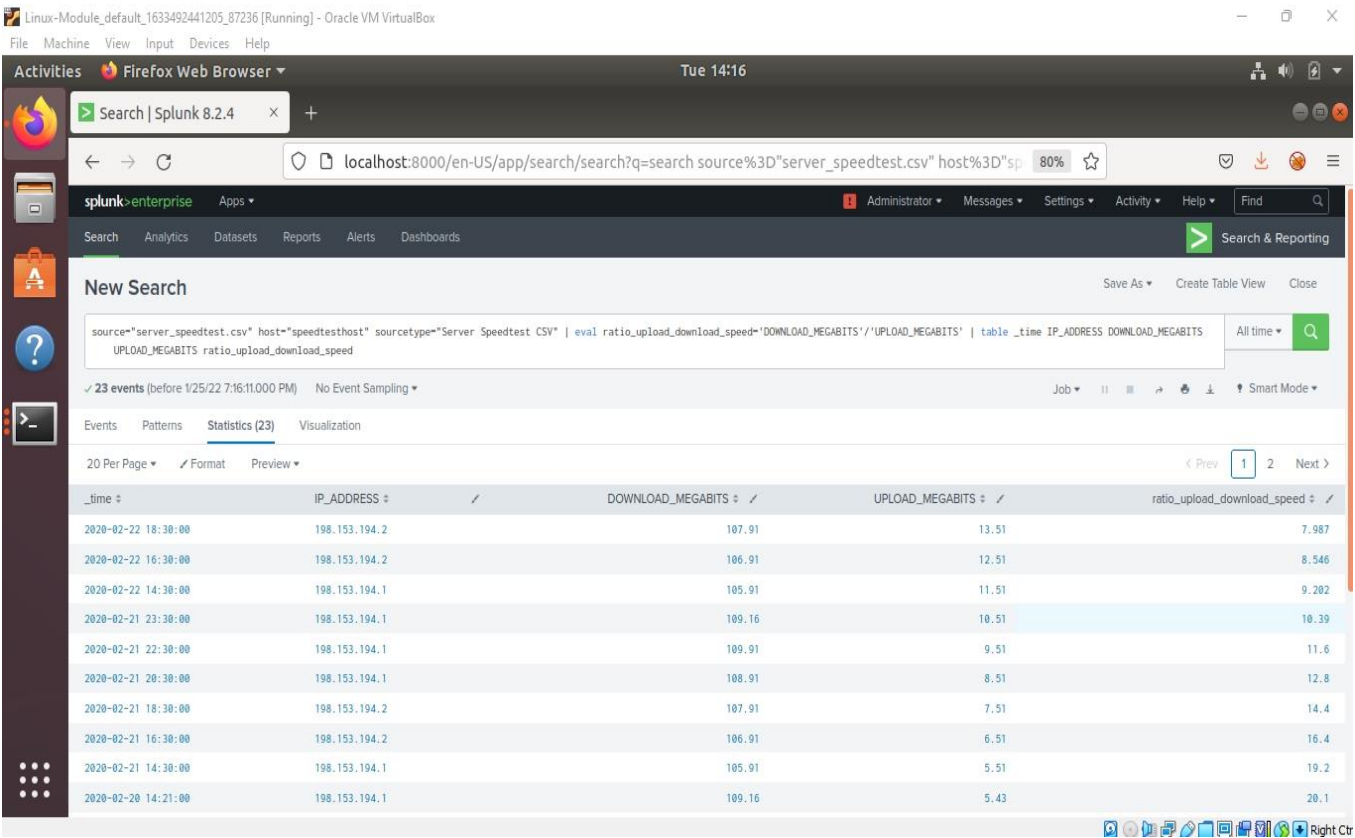 Linux-Module_default_1633492441205_87236 [Running] - Oracle VM VirtualBox
File Machine View Input Devices Help
Activities Firefox Web Browser Tue 14:16
Search | Splunk 8.2.4
localhost:8000/en-US/app/search/search?q=search source%3D"server_speedtest.csv" host%3D"sp 80%
splunk>enterprise Apps Administrator Messages Settings Activity Help Find
Search Analytics Datasets Reports Alerts Dashboards Search & Reporting
New Search Save As Create Table View Close
source="server_speedtest.csv" host="speedtesthost" sourcetype="Server Speedtest CSV" | eval ratio_upload_download_speed='DOWNLOAD_MEGABITS'/'UPLOAD_MEGABITS' | table _time IP_ADDRESS DOWNLOAD_MEGABITS All time
UPLOAD_MEGABITS ratio_upload_download_speed
✓ 23 events (before 1/25/22 7:16:11.000 PM) No Event Sampling Job Smart Mode
Events Patterns Statistics (23) Visualization
20 Per Page Format Preview < Prev 1 2 Next >
_time IP_ADDRESS DOWNLOAD_MEGABITS UPLOAD_MEGABITS ratio_upload_download_speed
2020-02-22 18:30:00 198.153.194.2 107.91 13.51 7.987
2020-02-22 16:30:00 198.153.194.2 106.91 12.51 8.546
2020-02-22 14:30:00 198.153.194.1 105.91 11.51 9.202
2020-02-21 23:30:00 198.153.194.1 109.16 10.51 10.39
2020-02-21 22:30:00 198.153.194.1 109.91 9.51 11.6
2020-02-21 20:30:00 198.153.194.1 108.91 8.51 12.8
2020-02-21 18:30:00 198.153.194.2 107.91 7.51 14.4
2020-02-21 16:30:00 198.153.194.2 106.91 6.51 16.4
2020-02-21 14:30:00 198.153.194.1 105.91 5.51 19.2
2020-02-20 14:21:00 198.153.194.1 109.16 5.43 20.1
Right Ctr